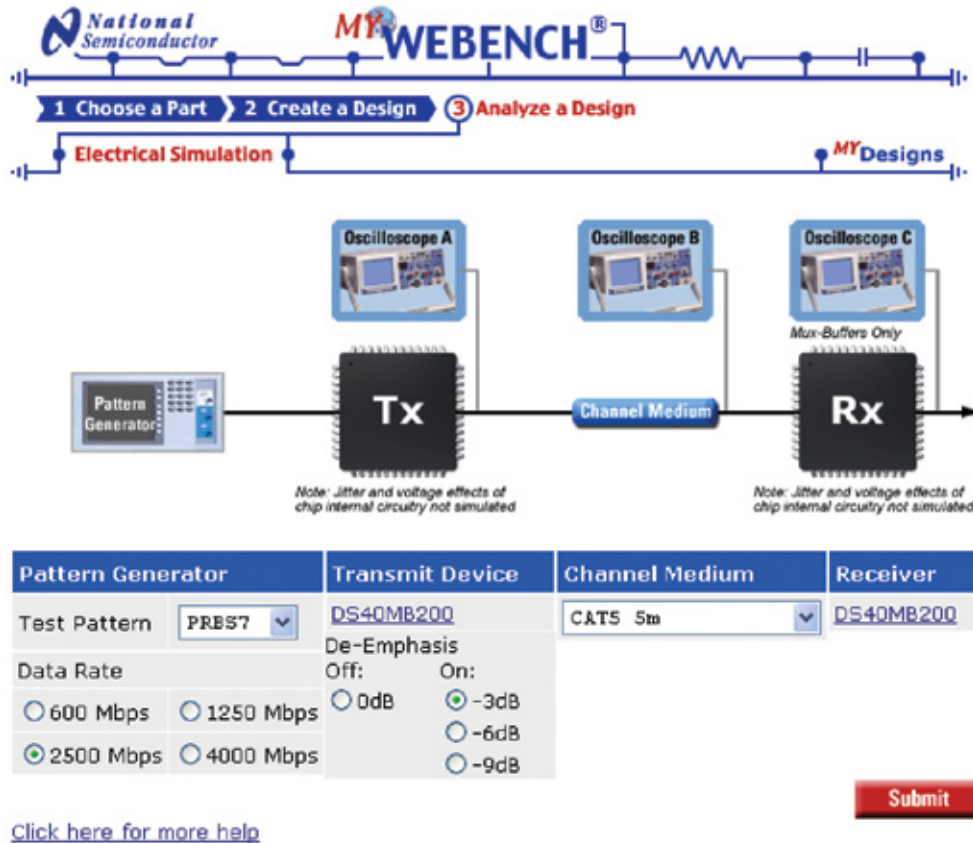 National
Semiconductor
MY WEBENCH®
1 Choose a Part 2 Create a Design 3 Analyze a Design
Electrical Simulation
MY Designs
Oscilloscope A
Oscilloscope B
Oscilloscope C
Mux-Buffers Only
Pattern
Generator
Tx
Channel Medium
Rx
Note: Jitter and voltage effects of
chip internal circuitry not simulated
Note: Jitter and voltage effects of
chip internal circuitry not simulated
Pattern Generator Transmit Device Channel Medium Receiver
Test Pattern PRBS7 DS40MB200 CAT5 5m DS40MB200
De-Emphasis
Data Rate Off: On:
600 Mbps 1250 Mbps 0dB -3dB
-6dB
2500 Mbps 4000 Mbps -9dB
Submit
Click here for more help